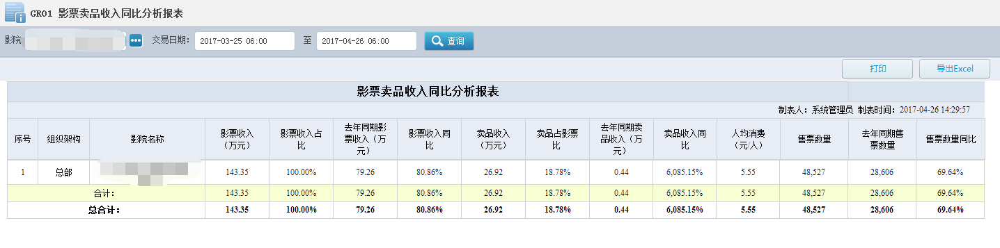 GR01 影票卖品收入同比分析报表
影院 交易日期： 2017-03-25 06:00 至 2017-04-26 06:00 查询
打印 导出Excel
影票卖品收入同比分析报表
制表人：系统管理员 制表时间：2017-04-26 14:29:57
序号 组织架构 影院名称 影票收入（万元） 影票收入占比 去年同期影票收入（万元） 影票收入同比 卖品收入（万元） 卖品占影票比 去年同期卖品收入（万元） 卖品收入同比 人均消费（元/人） 售票数量 去年同期售票数量 售票数量同比
1 总部 143.35 100.00% 79.26 80.86% 26.92 18.78% 0.44 6,085.15% 5.55 48,527 28,606 69.64%
合计： 143.35 100.00% 79.26 80.86% 26.92 18.78% 0.44 6,085.15% 5.55 48,527 28,606 69.64%
总合计： 143.35 100.00% 79.26 80.86% 26.92 18.78% 0.44 6,085.15% 5.55 48,527 28,606 69.64%